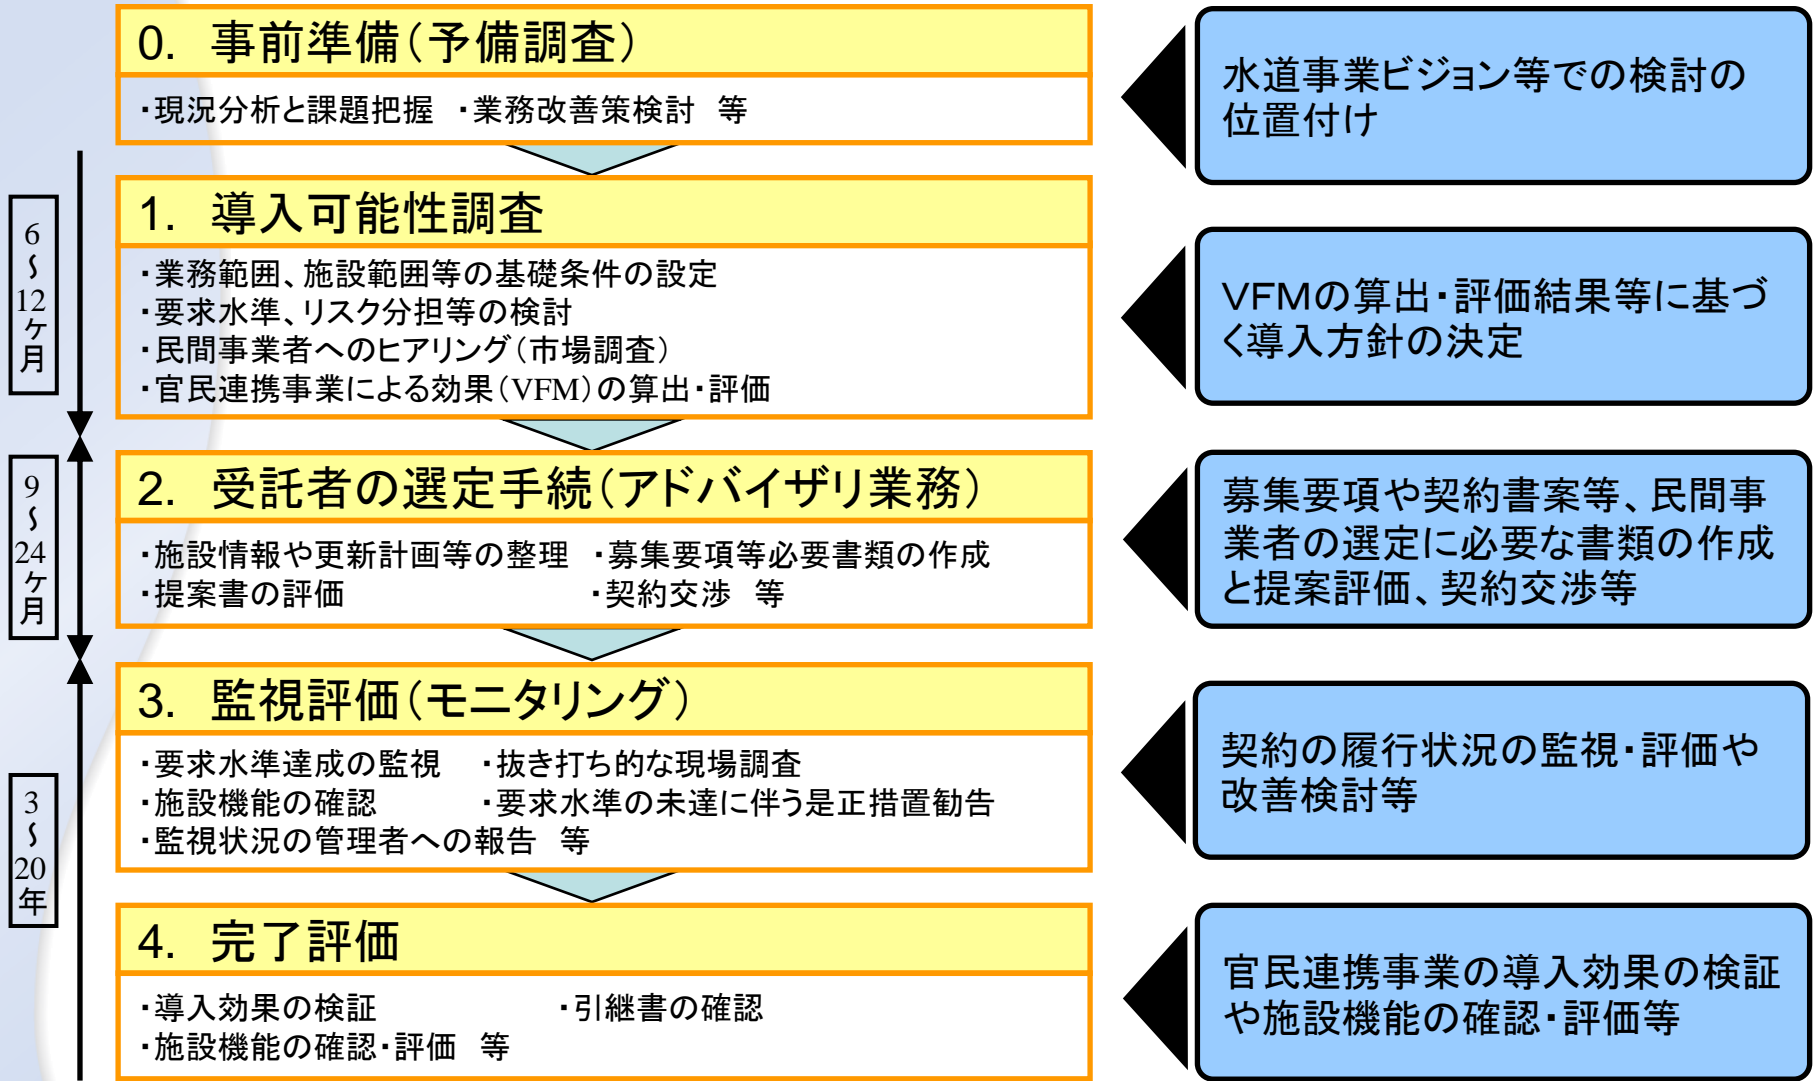 0. 事前準備(予備調査)
・現況分析と課題把握 ・業務改善策検討 等
水道事業ビジョン等での検討の
位置付け
6
〜
12
ケ
月
1. 導入可能性調査
・業務範囲、施設範囲等の基礎条件の設定
・要求水準、リスク分担等の検討
・民間事業者へのヒアリング(市場調査)
・官民連携事業による効果(VFM)の算出・評価
VFMの算出・評価結果等に基づ
く導入方針の決定
9
〜
24
ケ
月
2. 受託者の選定手続(アドバイザリ業務)
・施設情報や更新計画等の整理 ・募集要項等必要書類の作成
・提案書の評価 ・契約交渉 等
募集要項や契約書案等、民間事
業者の選定に必要な書類の作成
と提案評価、契約交渉等
3
〜
20
年
3. 監視評価(モニタリング)
・要求水準達成の監視 ・抜き打ち的な現場調査
・施設機能の確認 ・要求水準の未達に伴う是正措置勧告
・監視状況の管理者への報告 等
契約の履行状況の監視・評価や
改善検討等
4. 完了評価
・導入効果の検証 ・引継書の確認
・施設機能の確認・評価 等
官民連携事業の導入効果の検証
や施設機能の確認・評価等